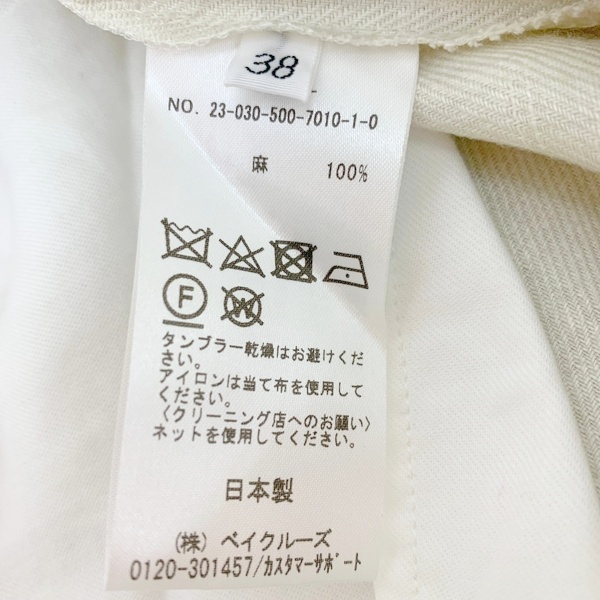 38
NO. 23-030-500-7010-1-0
麻 100%
F W
タンブラー乾燥はお避けくだ
さい。
アイロンは当て布を使用して
ください。
〈クリーニング店へのお願い〉
ネットを使用してください。
日本製
(株) ベイクルーズ
0120-301457/カスタマーサポート